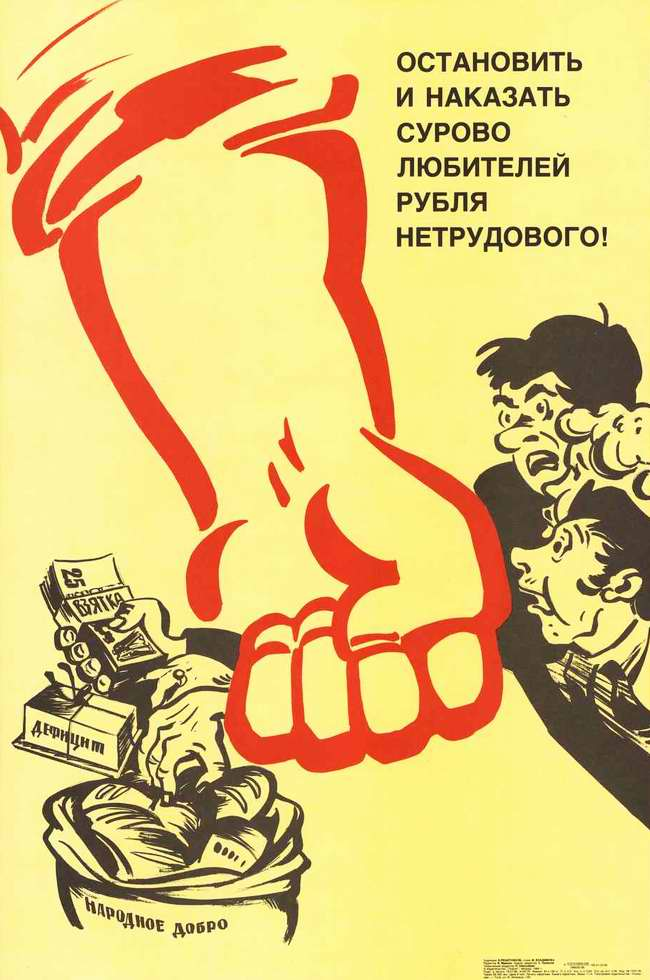 ОСТАНОВИТЬ
И НАКАЗАТЬ
СУРОВО
ЛЮБИТЕЛЕЙ
РУБЛЯ
НЕТРУДОВОГО!
25
ВЗЯТКА
ДЕФИЦИТ
НАРОДНОЕ ДОБРО